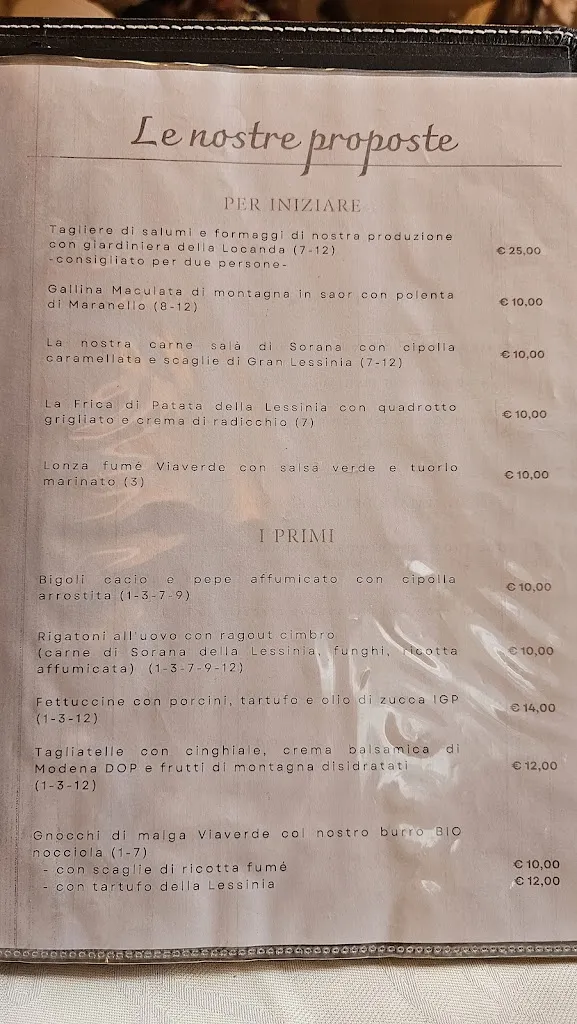 Le nostre proposte
PER INIZIARE
Tagliere di salumi e formaggi di nostra produzione
con giardiniera della Locanda (7-12) € 25,00
-consigliato per due persone-
Gallina Maculata di montagna in saor con polenta € 10,00
di Maranello (8-12)
La nostra carne salà di Sorana con cipolla € 10,00
caramellata e scaglie di Gran Lessinia (7-12)
La Frica di Patata della Lessinia con quadrotto € 10,00
grigliato e crema di radicchio (7)
Lonza fumé Viaverde con salsa verde e tuorlo € 10,00
marinato (3)
I PRIMI
Bigoli cacio e pepe affumicato con cipolla € 10,00
arrostita (1-3-7-9)
Rigatoni all'uovo con ragout cimbro
(carne di Sorana della Lessinia, funghi, ricotta € 10,00
affumicata) (1-3-7-9-12)
Fettuccine con porcini, tartufo e olio di zucca IGP € 14,00
(1-3-12)
Tagliatelle con cinghiale, crema balsamica di
Modena DOP e frutti di montagna disidratati € 12,00
(1-3-12)
Gnocchi di malga Viaverde col nostro burro BIO
nocciola (1-7)
- con scaglie di ricotta fumé € 10,00
- con tartufo della Lessinia € 12,00